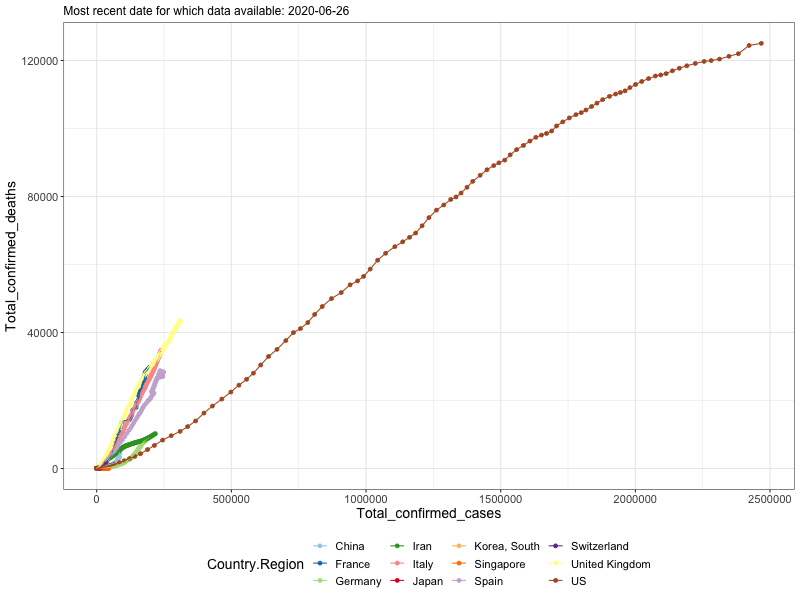 Most recent date for which data available: 2020-06-26
Total_confirmed_deaths
120000
80000
40000
0
0
500000
1000000
1500000
2000000
2500000
Total_confirmed_cases
Country.Region
China
France
Germany
Iran
Italy
Japan
Korea, South
Singapore
Spain
Switzerland
United Kingdom
US